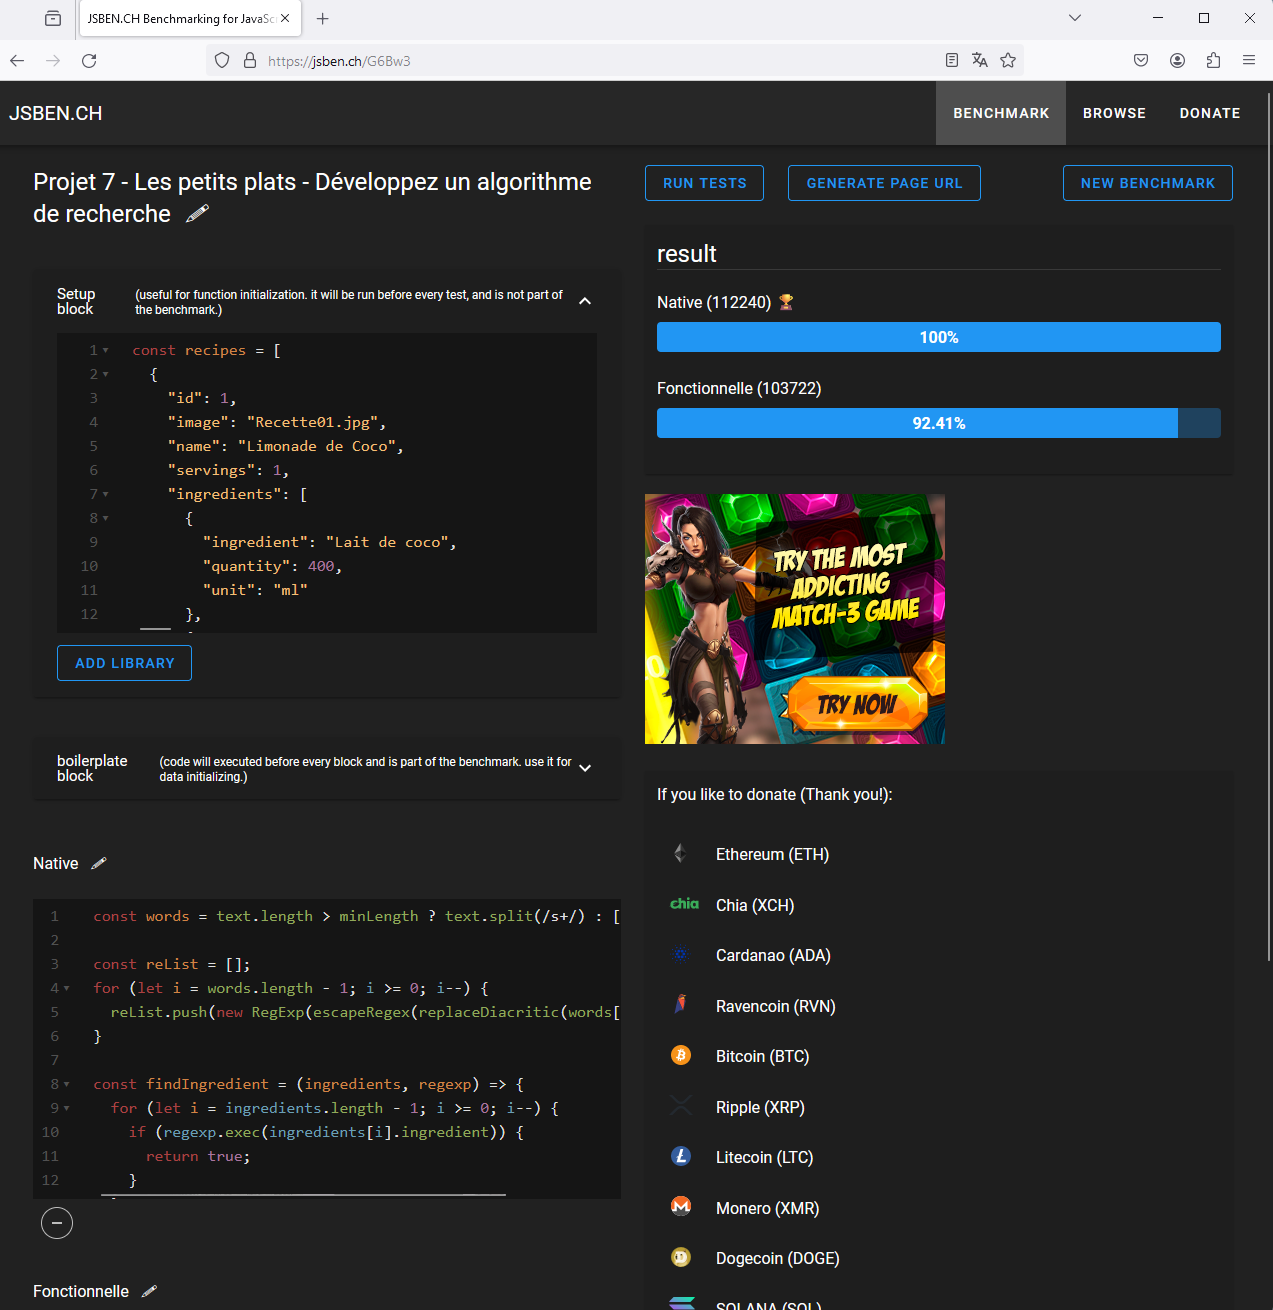 JSBEN.CH Benchmarking for JavaSc
https://jsben.ch/G6Bw3
JSBEN.CH
BENCHMARK
BROWSE
DONATE
Projet 7 - Les petits plats - Développez un algorithme
de recherche
Setup
block
(useful for function initialization. it will be run before every test, and is not part of
the benchmark.)
1 const recipes = [
2 {
3 "id": 1,
4 "image": "Recette01.jpg",
5 "name": "Limonade de Coco",
6 "servings": 1,
7 "ingredients": [
8 {
9 "ingredient": "Lait de coco",
10 "quantity": 400,
11 "unit": "ml"
12 },
ADD LIBRARY
boilerplate
block
(code will executed before every block and is part of the benchmark. use it for
data initializing.)
Native
1 const words = text.length > minLength ? text.split(/s+/) : [
2
3 const reList = [];
4 for (let i = words.length - 1; i >= 0; i--) {
5 reList.push(new RegExp(escapeRegex(replaceDiacritic(words[
6 }
7
8 const findIngredient = (ingredients, regexp) => {
9 for (let i = ingredients.length - 1; i >= 0; i--) {
10 if (regexp.exec(ingredients[i].ingredient)) {
11 return true;
12 }
Fonctionnelle
RUN TESTS
GENERATE PAGE URL
NEW BENCHMARK
result
Native (112240)
100%
Fonctionnelle (103722)
92.41%
TRY THE MOST
ADDICTING
MATCH-3 GAME
TRY NOW
If you like to donate (Thank you!):
Ethereum (ETH)
chia
Chia (XCH)
Cardanao (ADA)
Ravencoin (RVN)
Bitcoin (BTC)
Ripple (XRP)
Litecoin (LTC)
Monero (XMR)
Dogecoin (DOGE)
SOLANA (SOL)